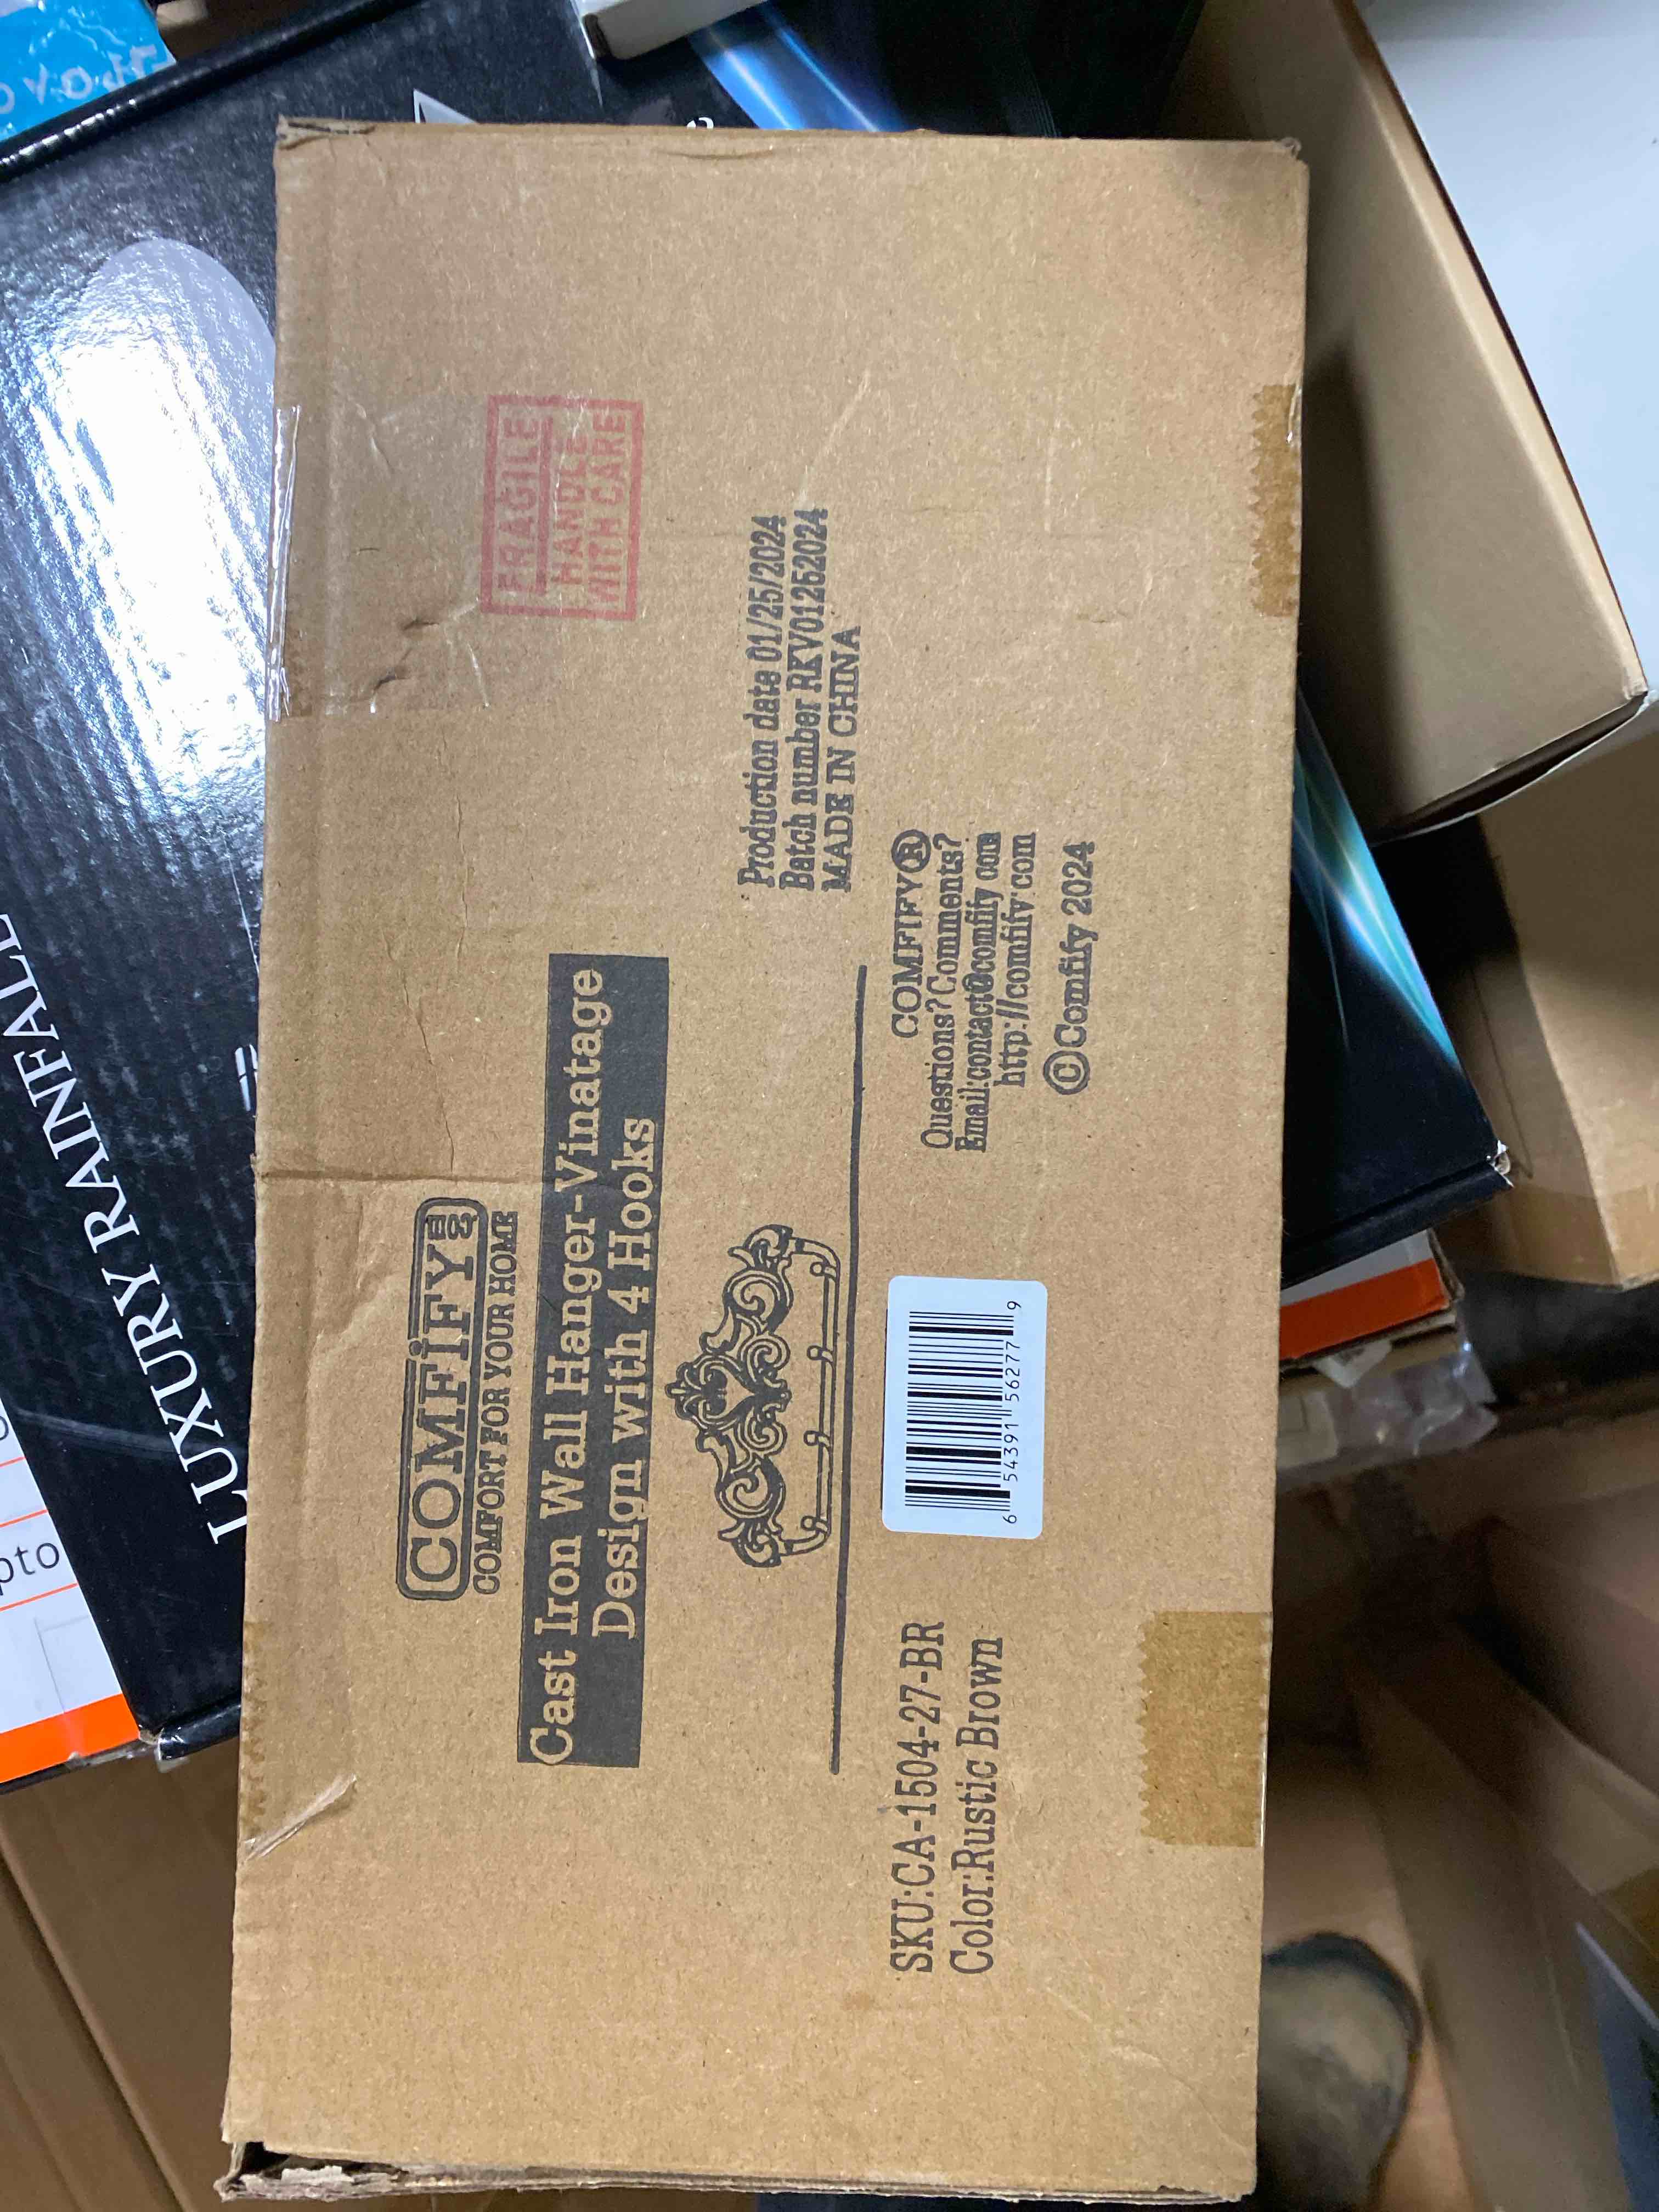 COMFiFY
COMFORT FOR YOUR HOME
Cast Iron Wall Hanger-Vinatage
Design with 4 Hooks
SKU:CA-1504-27-BR
Color:Rustic Brown
6 54391 56277 9
FRAGILE
HANDLE
WITH CARE
Production date 01/25/2024
Batch number RKV01252024
MADE IN CHINA
COMFIFY®
Questions? Comments?
Email:contact@comfify com
http://comfify.com
©Comfify 2024
LUXURY RAINFALL
pto